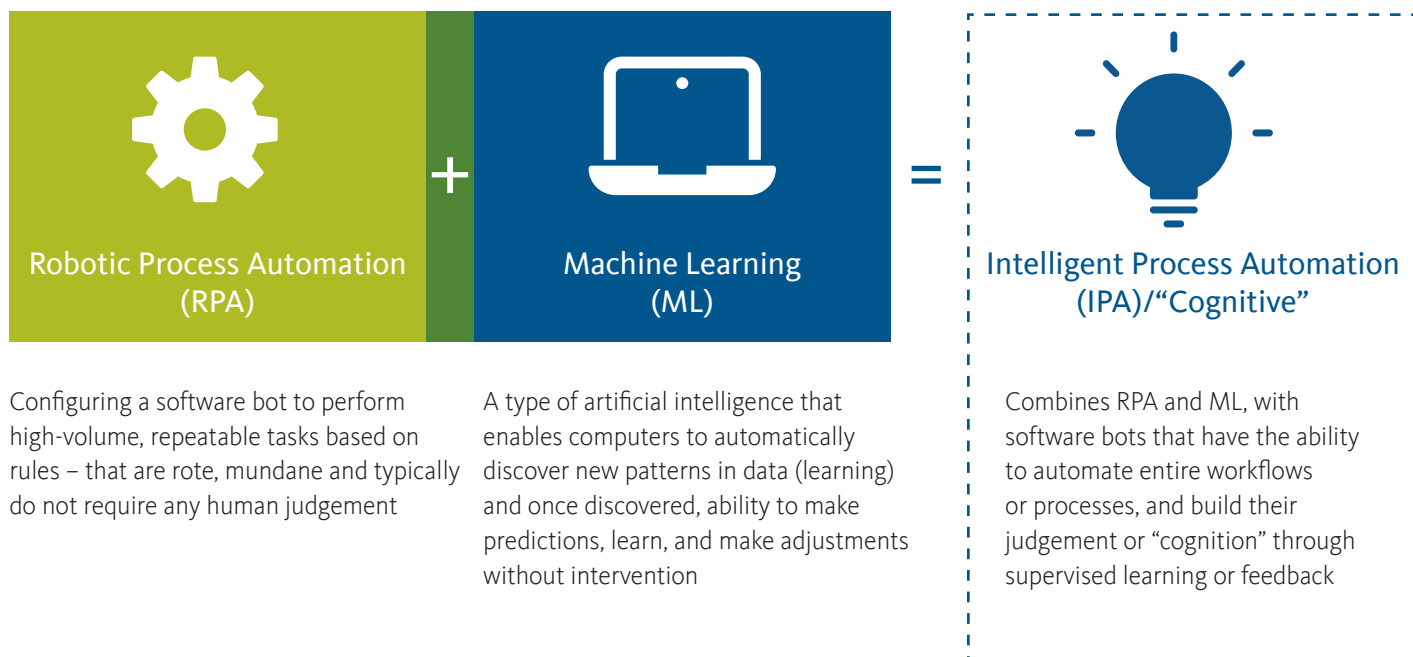 Robotic Process Automation
(RPA)
+
Machine Learning
(ML)
=
Intelligent Process Automation
(IPA)/“Cognitive”
Configuring a software bot to perform
high-volume, repeatable tasks based on
rules – that are rote, mundane and typically
do not require any human judgement
A type of artificial intelligence that
enables computers to automatically
discover new patterns in data (learning)
and once discovered, ability to make
predictions, learn, and make adjustments
without intervention
Combines RPA and ML, with
software bots that have the ability
to automate entire workflows
or processes, and build their
judgement or “cognition” through
supervised learning or feedback